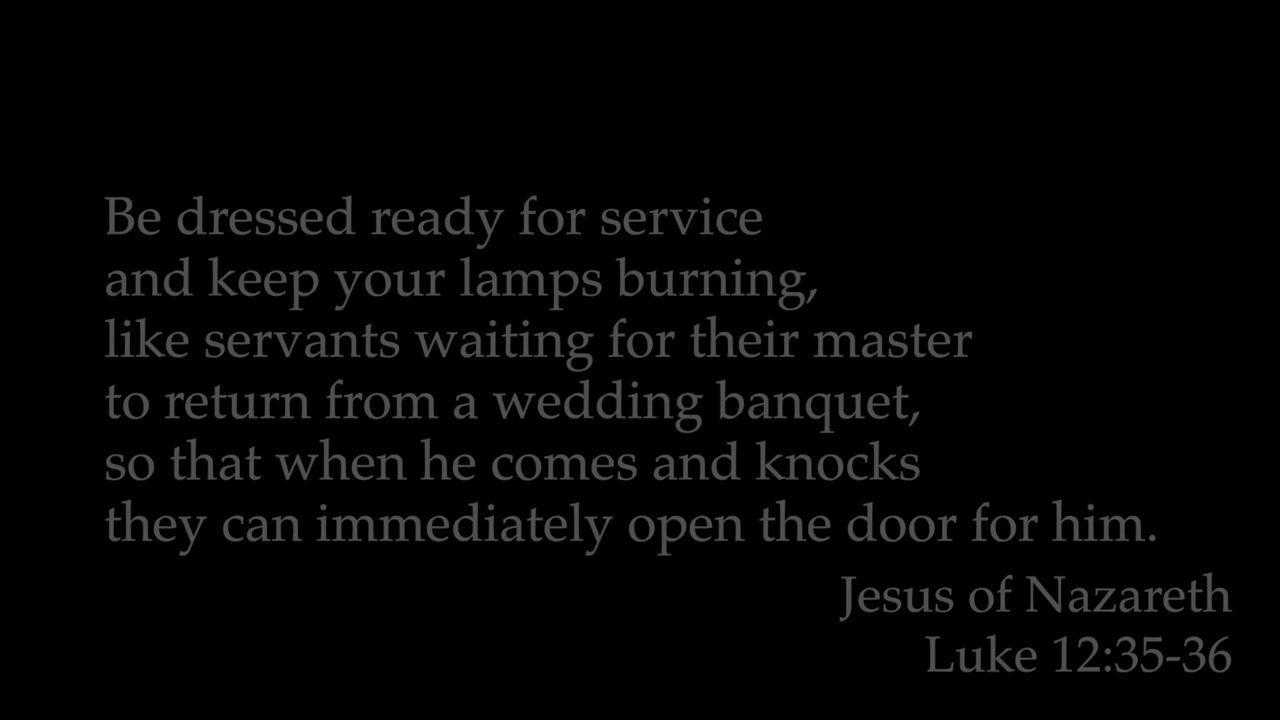 Be dressed ready for service
and keep your lamps burning,
like servants waiting for their master
to return from a wedding banquet,
so that when he comes and knocks
they can immediately open the door for him.
Jesus of Nazareth
Luke 12:35-36